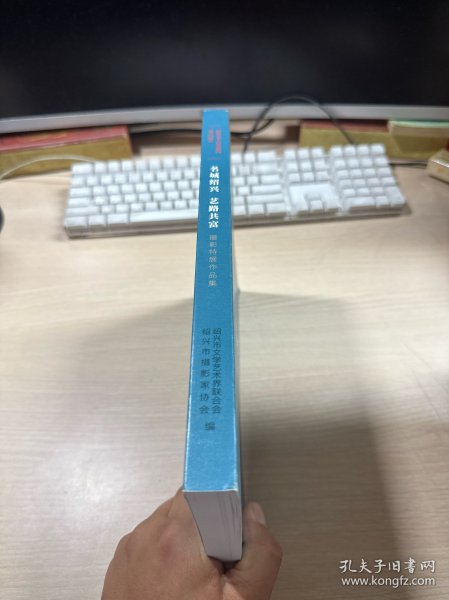 名城绍兴 艺路共富
摄影特展作品集
绍兴市文学艺术界联合会
绍兴市摄影家协会
编
孔夫子旧书网
www.kongfz.com